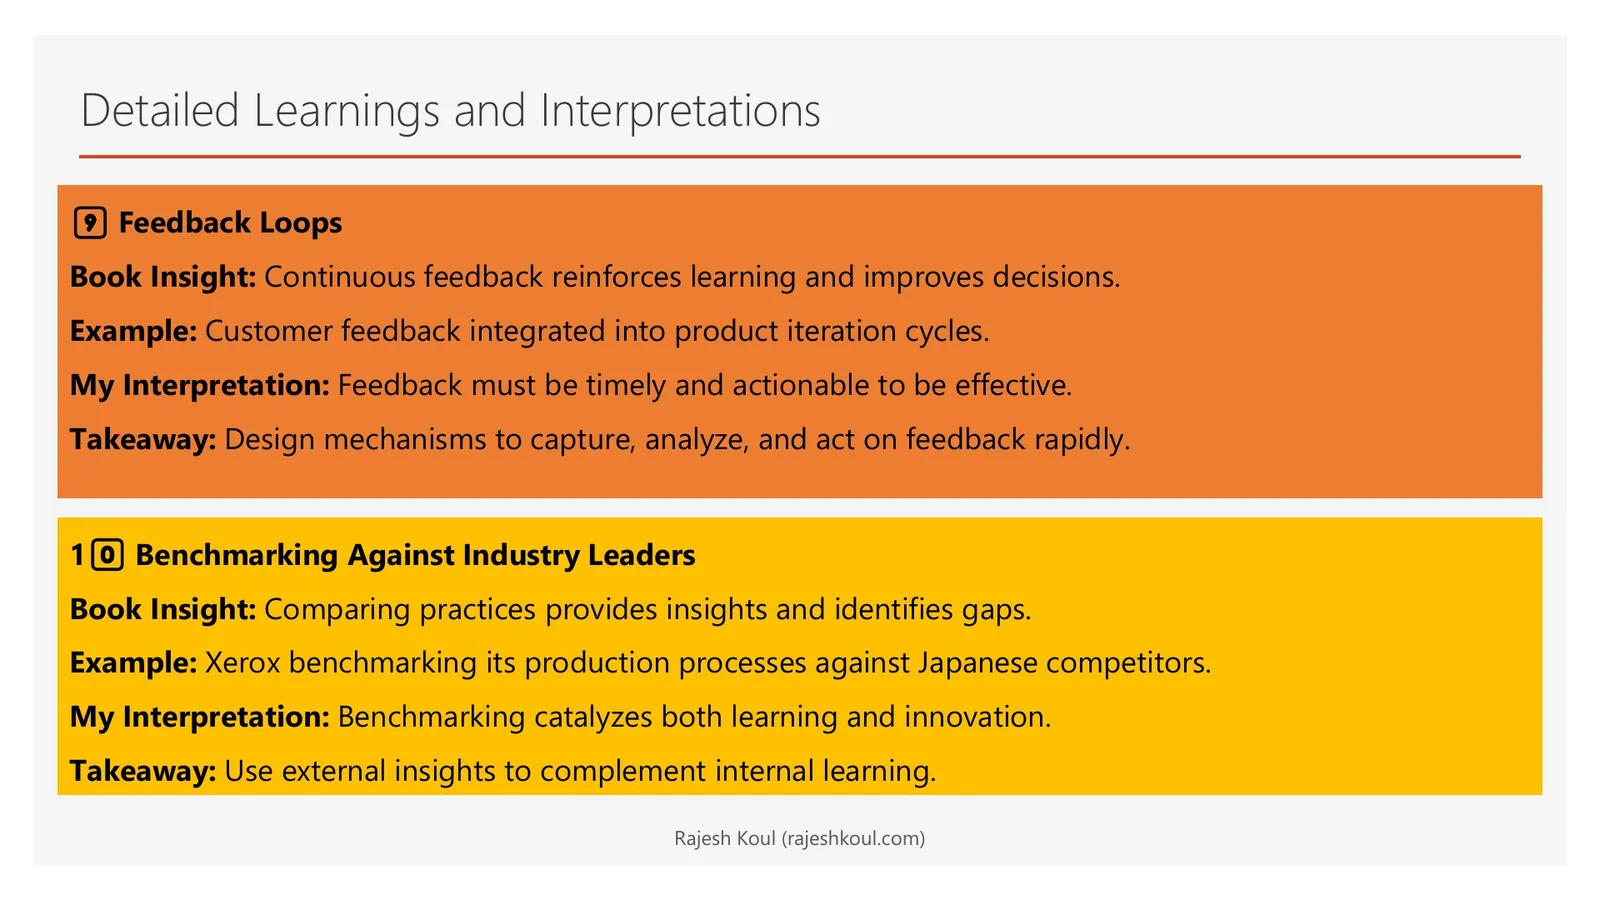 Detailed Learnings and Interpretations
9️⃣ Feedback Loops
Book Insight: Continuous feedback reinforces learning and improves decisions.
Example: Customer feedback integrated into product iteration cycles.
My Interpretation: Feedback must be timely and actionable to be effective.
Takeaway: Design mechanisms to capture, analyze, and act on feedback rapidly.
10️⃣ Benchmarking Against Industry Leaders
Book Insight: Comparing practices provides insights and identifies gaps.
Example: Xerox benchmarking its production processes against Japanese competitors.
My Interpretation: Benchmarking catalyzes both learning and innovation.
Takeaway: Use external insights to complement internal learning.
Rajesh Koul (rajeshkoul.com)